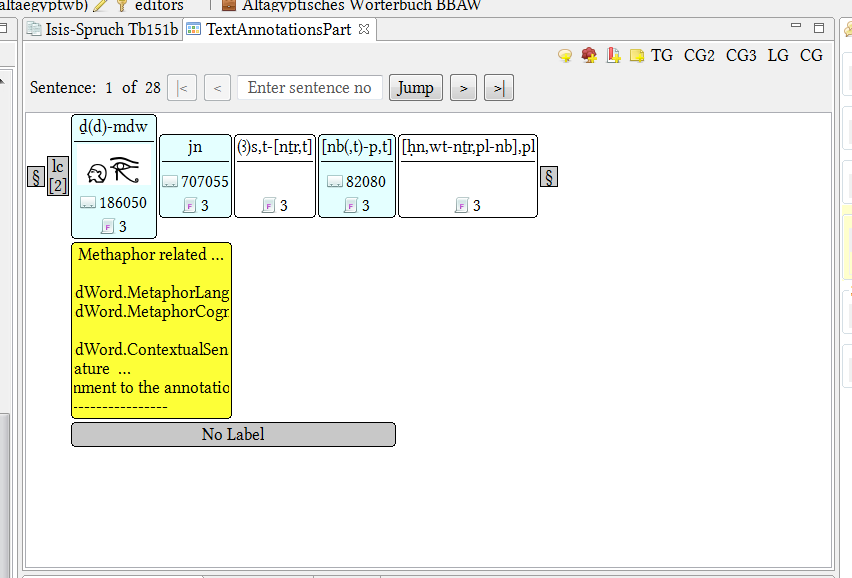 altaegyptwb) editors Altägyptisches Wörterbuch BBAW
Isis-Spruch Tb151b TextAnnotationsPart
TG CG2 CG3 LG CG
Sentence: 1 of 28 |< < Enter sentence no Jump > >|
§ lc [2] ḏ(d)-mdw 186050 3
jn 707055 3
(ꜣ)s,t-[nṯr,t] 3
[nb(,t)-p,t] 82080 3
[ḥn,wt-nṯr,pl-nb],pl 3
§
Methaphor related ...
dWord.MetaphorLang
dWord.MetaphorCogn
dWord.ContextualSen
ature ...
nment to the annotatio
----------------
No Label